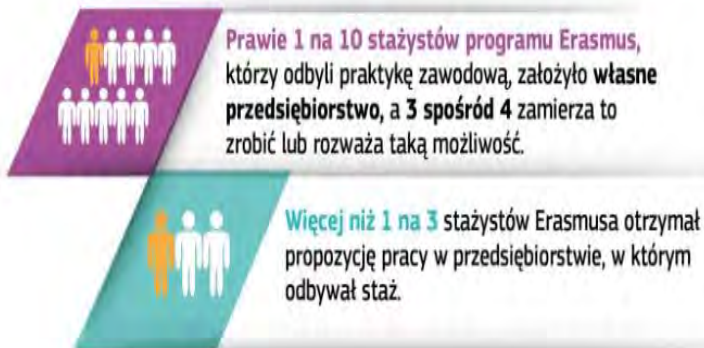 Prawie 1 na 10 stażystów programu Erasmus,
którzy odbyli praktykę zawodową, założyło własne
przedsiębiorstwo, a 3 spośród 4 zamierza to
zrobić lub rozważa taką możliwość.
Więcej niż 1 na 3 stażystów Erasmusa otrzymał
propozycję pracy w przedsiębiorstwie, w którym
odbywał staż.